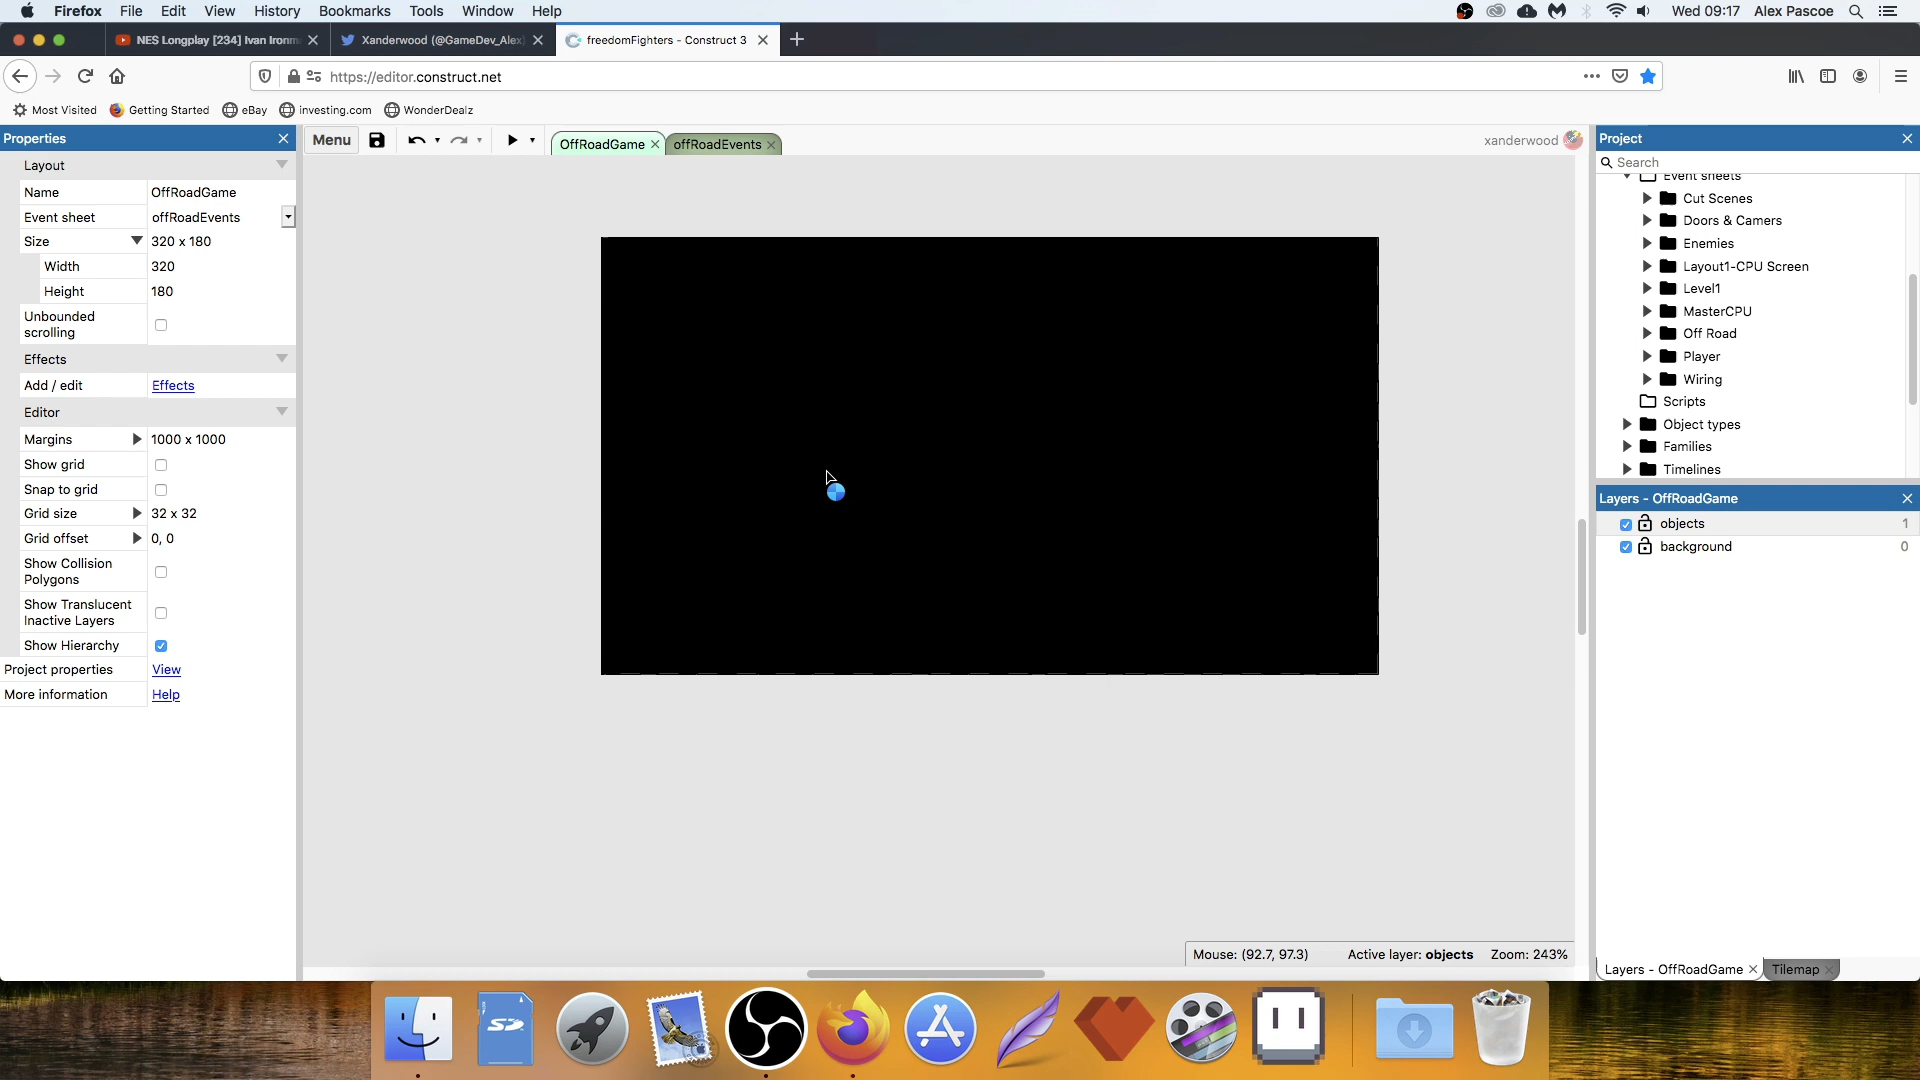 Firefox File Edit View History Bookmarks Tools Window Help Wed 09:17 Alex Pascoe
NES Longplay [234] Ivan Ironm Xanderwood (@GameDev_Alex) freedomFighters - Construct 3
https://editor.construct.net
Most Visited Getting Started eBay investing.com WonderDealz
Properties
Layout
Name OffRoadGame
Event sheet offRoadEvents
Size 320 x 180
Width 320
Height 180
Unbounded
scrolling
Effects
Add / edit Effects
Editor
Margins 1000 x 1000
Show grid
Snap to grid
Grid size 32 x 32
Grid offset 0, 0
Show Collision
Polygons
Show Translucent
Inactive Layers
Show Hierarchy
Project properties View
More information Help
Menu OffRoadGame offRoadEvents xanderwood
Mouse: (92.7, 97.3) Active layer: objects Zoom: 243%
Project
Search
Event sheets
Cut Scenes
Doors & Camers
Enemies
Layout1-CPU Screen
Level1
MasterCPU
Off Road
Player
Wiring
Scripts
Object types
Families
Timelines
Layers - OffRoadGame
objects 1
background 0
Layers - OffRoadGame Tilemap
SD